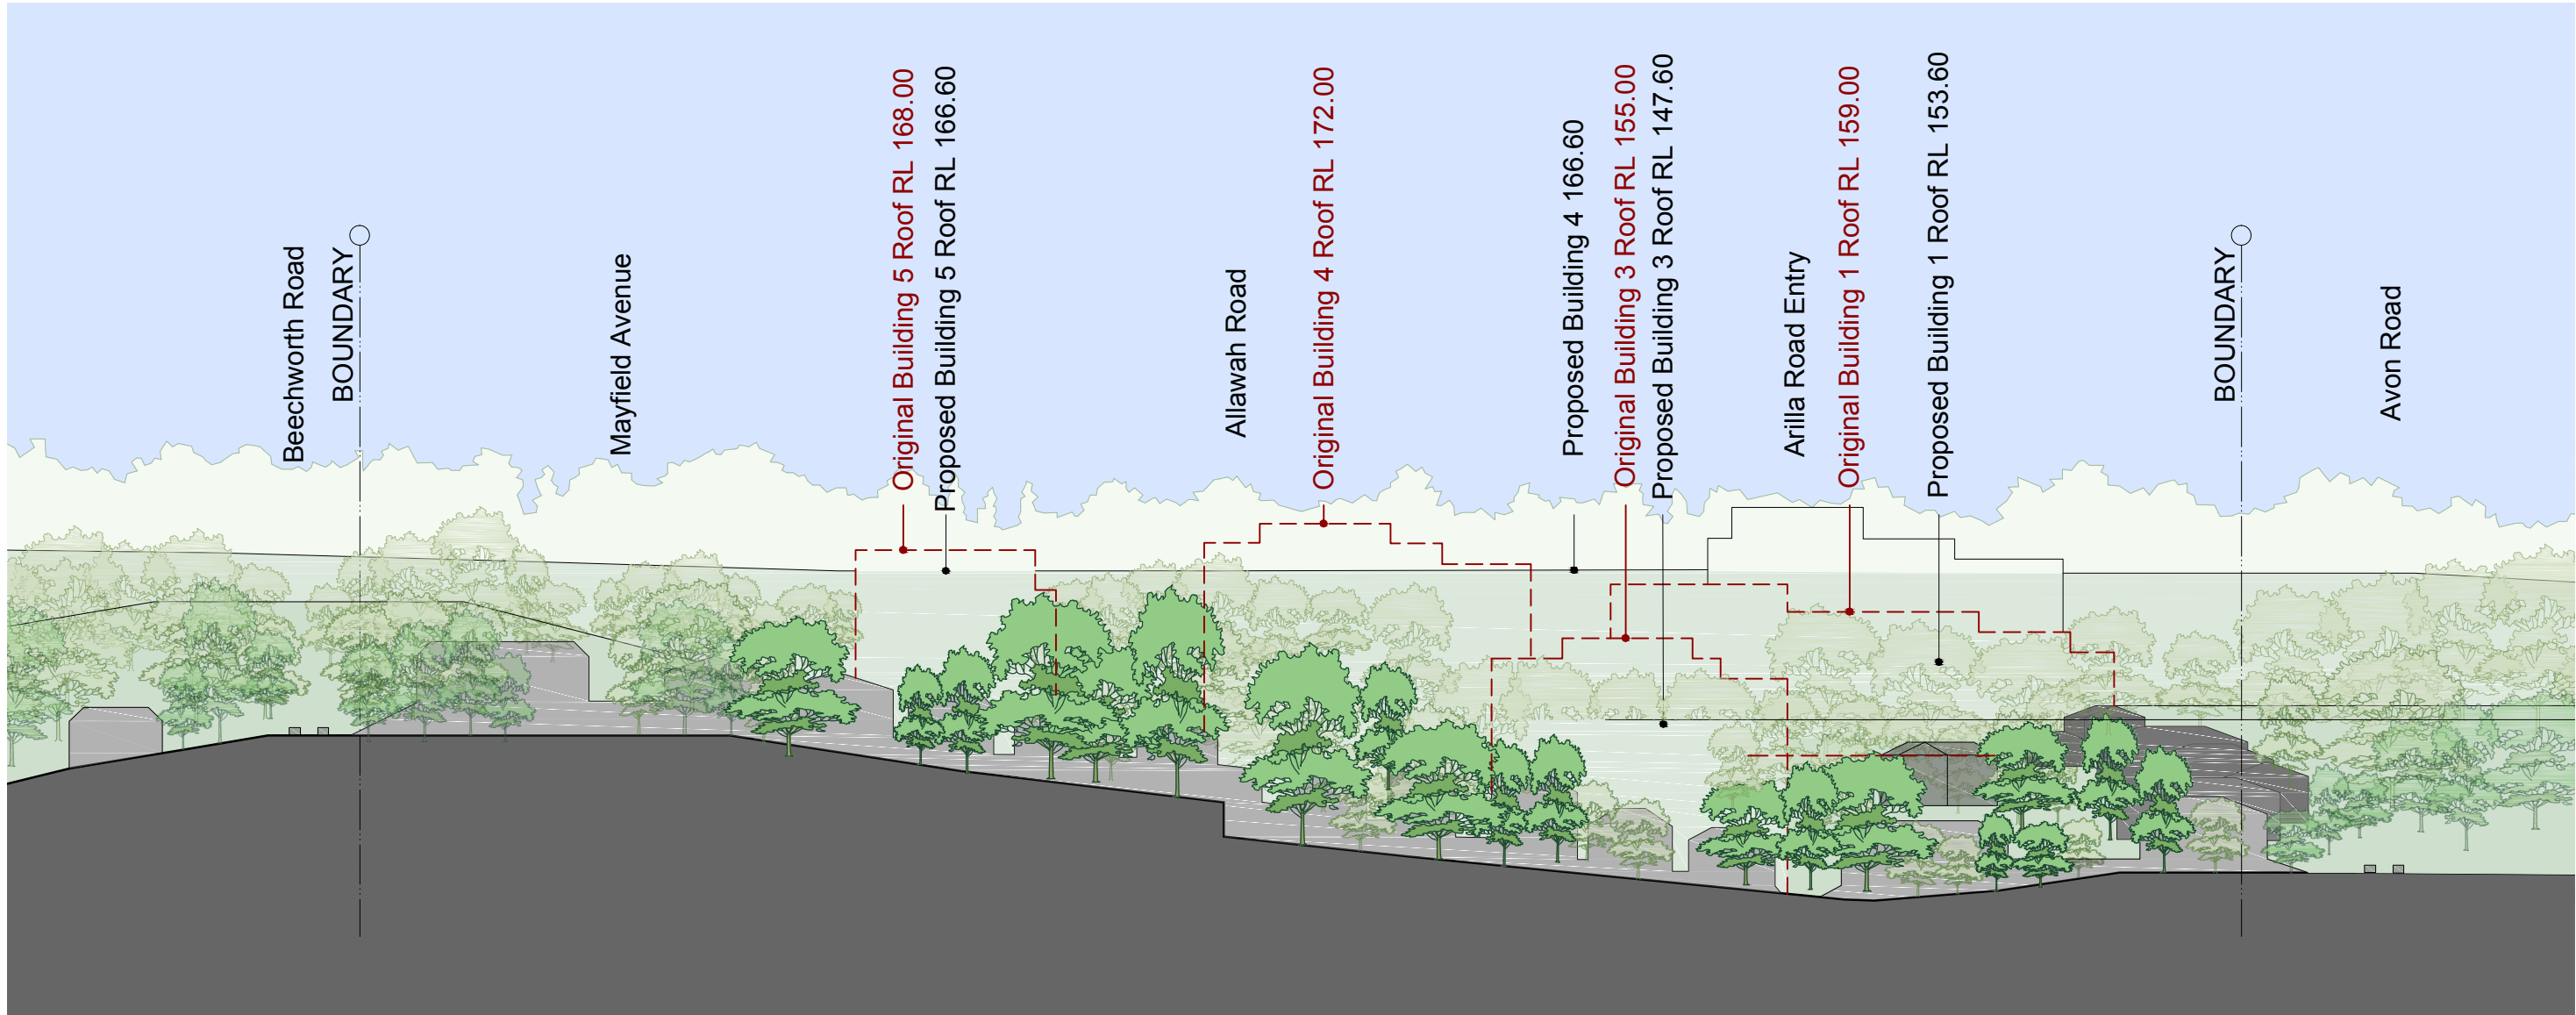 Beechworth Road
BOUNDARY
Mayfield Avenue
Original Building 5 Roof RL 168.00
Proposed Building 5 Roof RL 166.60
Allawah Road
Original Building 4 Roof RL 172.00
Proposed Building 4 166.60
Original Building 3 Roof RL 155.00
Proposed Building 3 Roof RL 147.60
Arilla Road Entry
Original Building 1 Roof RL 159.00
Proposed Building 1 Roof RL 153.60
BOUNDARY
Avon Road